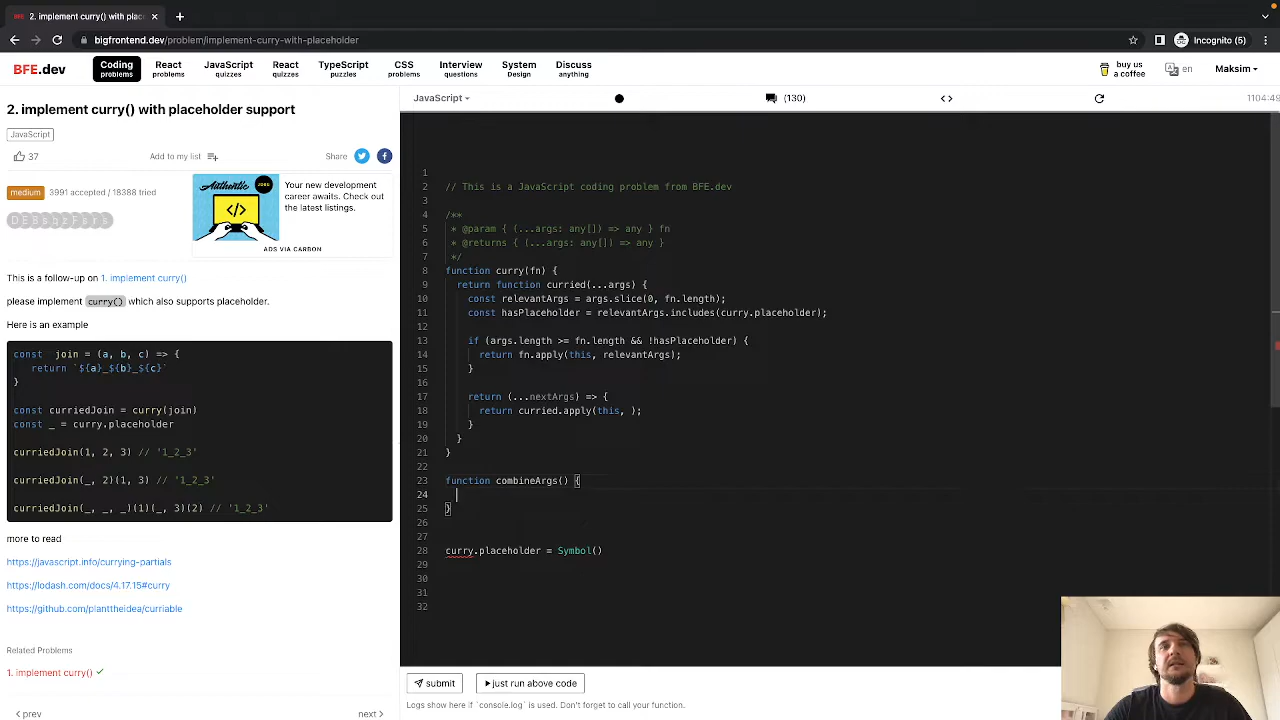 2. implement curry() with plac
bigfrontend.dev/problem/implement-curry-with-placeholder
Incognito (5)
BFE.dev
Coding problems
React problems
JavaScript quizzes
React quizzes
TypeScript puzzles
CSS problems
Interview questions
System Design
Discuss anything
buy us a coffee
en
Maksim
2. implement curry() with placeholder support
JavaScript
37
Add to my list
Share
medium
3991 accepted / 18388 tried
D E B s b z F s r s
Authentic JOBS
</>
Your new development
career awaits. Check out
the latest listings.
ADS VIA CARBON
This is a follow-up on 1. implement curry()
please implement curry() which also supports placeholder.
Here is an example
const join = (a, b, c) => {
return `${a}_${b}_${c}`
}
const curriedJoin = curry(join)
const _ = curry.placeholder
curriedJoin(1, 2, 3) // '1_2_3'
curriedJoin(_, 2)(1, 3) // '1_2_3'
curriedJoin(_, _, _)(1)(_, 3)(2) // '1_2_3'
more to read
https://javascript.info/currying-partials
https://lodash.com/docs/4.17.15#curry
https://github.com/planttheidea/curriable
Related Problems
1. implement curry()
< prev
next >
JavaScript
(130)
<>
1104:49
1
2 // This is a JavaScript coding problem from BFE.dev
3
4 /**
5 * @param { (...args: any[]) => any } fn
6 * @returns { (...args: any[]) => any }
7 */
8 function curry(fn) {
9 return function curried(...args) {
10 const relevantArgs = args.slice(0, fn.length);
11 const hasPlaceholder = relevantArgs.includes(curry.placeholder);
12
13 if (args.length >= fn.length && !hasPlaceholder) {
14 return fn.apply(this, relevantArgs);
15 }
16
17 return (...nextArgs) => {
18 return curried.apply(this, );
19 }
20 }
21 }
22
23 function combineArgs() {
24
25 }
26
27
28 curry.placeholder = Symbol()
29
30
31
32
submit
just run above code
Logs show here if `console.log` is used. Don't forget to call your function.